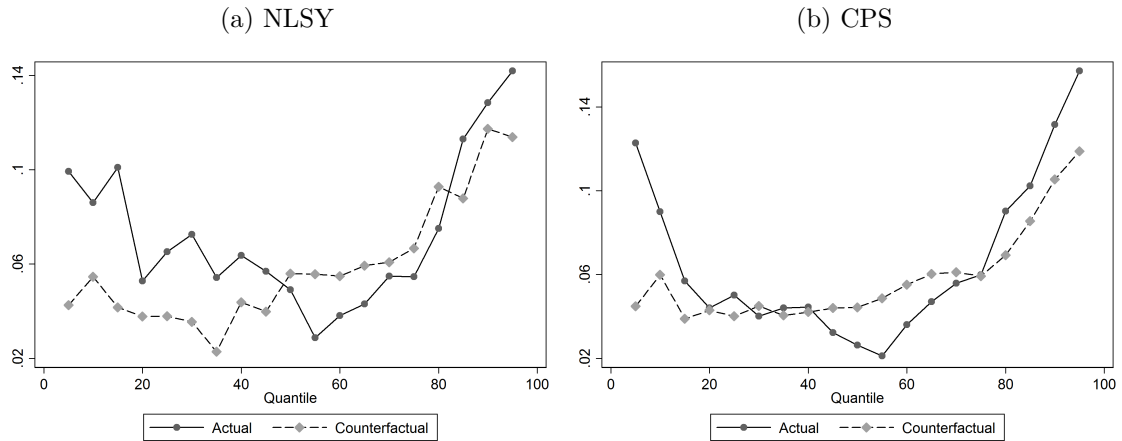 (a) NLSY
(b) CPS
.14
.1
.06
.02
0 20 40 60 80 100
Quantile
Actual Counterfactual
.14
.1
.06
.02
0 20 40 60 80 100
Quantile
Actual Counterfactual